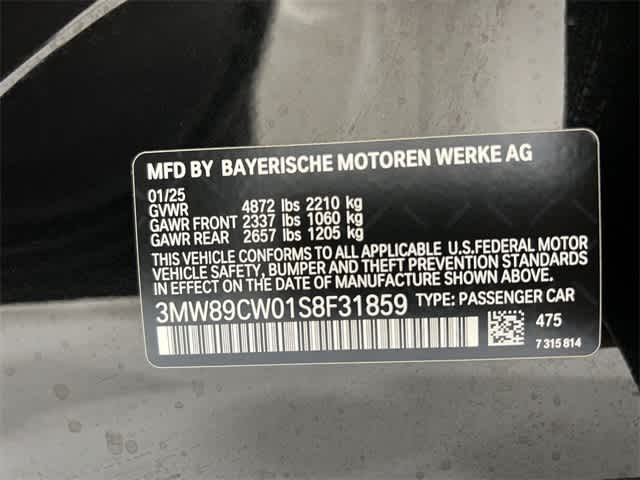 MFD BY BAYERISCHE MOTOREN WERKE AG
01/25
GVWR 4872 lbs 2210 kg
GAWR FRONT 2337 lbs 1060 kg
GAWR REAR 2657 lbs 1205 kg
THIS VEHICLE CONFORMS TO ALL APPLICABLE U.S.FEDERAL MOTOR
VEHICLE SAFETY, BUMPER AND THEFT PREVENTION STANDARDS
IN EFFECT ON THE DATE OF MANUFACTURE SHOWN ABOVE.
3MW89CW01S8F31859 TYPE: PASSENGER CAR
475
7 315 814